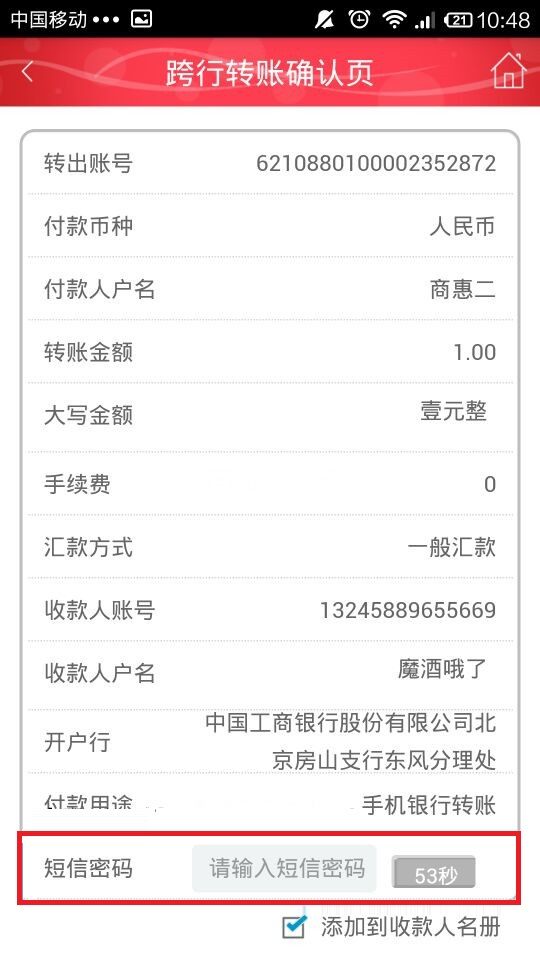 中国移动 ••• 21 10:48
跨行转账确认页
转出账号 6210880100002352872
付款币种 人民币
付款人户名 商惠二
转账金额 1.00
大写金额 壹元整
手续费 0
汇款方式 一般汇款
收款人账号 13245889655669
收款人户名 魔酒哦了
开户行 中国工商银行股份有限公司北
京房山支行东风分理处
付款用途 手机银行转账
短信密码 请输入短信密码 53秒
添加到收款人名册